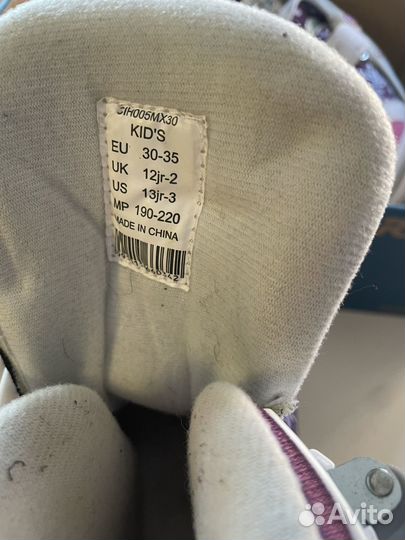 KID'S
EU 30-35
UK 12jr-2
US 13jr-3
MP 190-220
MADE IN CHINA
Avito